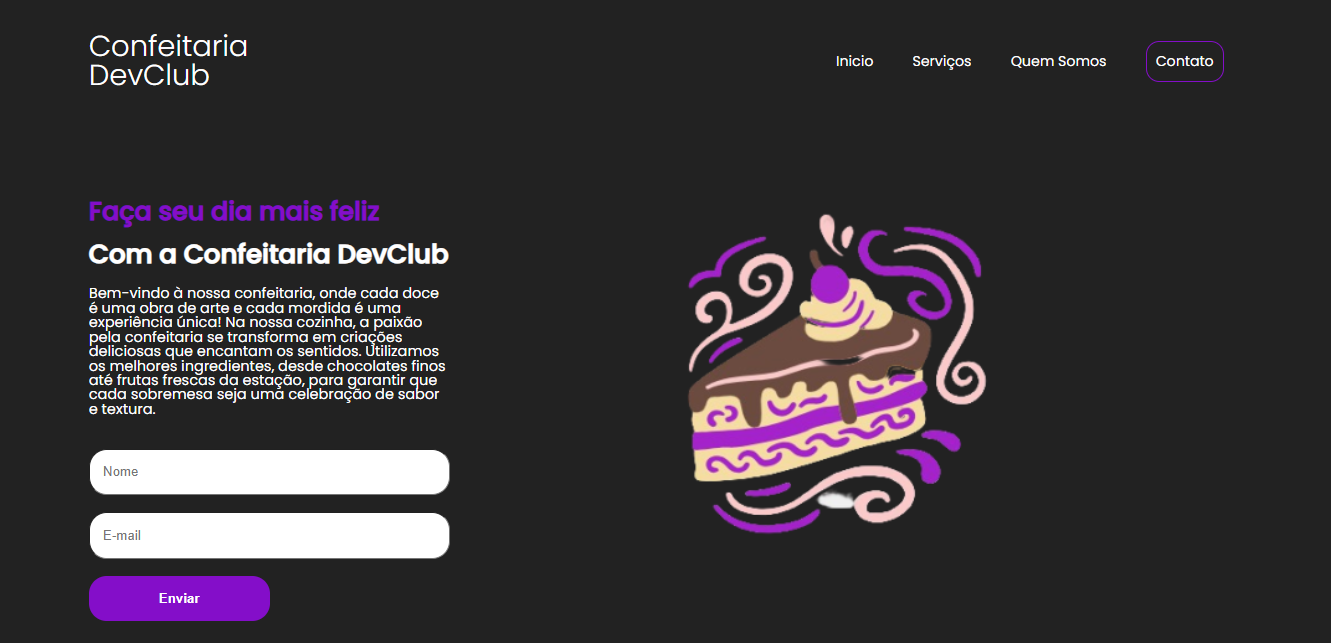 Confeitaria
DevClub
Inicio
Serviços
Quem Somos
Contato
Faça seu dia mais feliz
Com a Confeitaria DevClub
Bem-vindo à nossa confeitaria, onde cada doce
é uma obra de arte e cada mordida é uma
experiência única! Na nossa cozinha, a paixão
pela confeitaria se transforma em criações
deliciosas que encantam os sentidos. Utilizamos
os melhores ingredientes, desde chocolates finos
até frutas frescas da estação, para garantir que
cada sobremesa seja uma celebração de sabor
e textura.
Nome
E-mail
Enviar